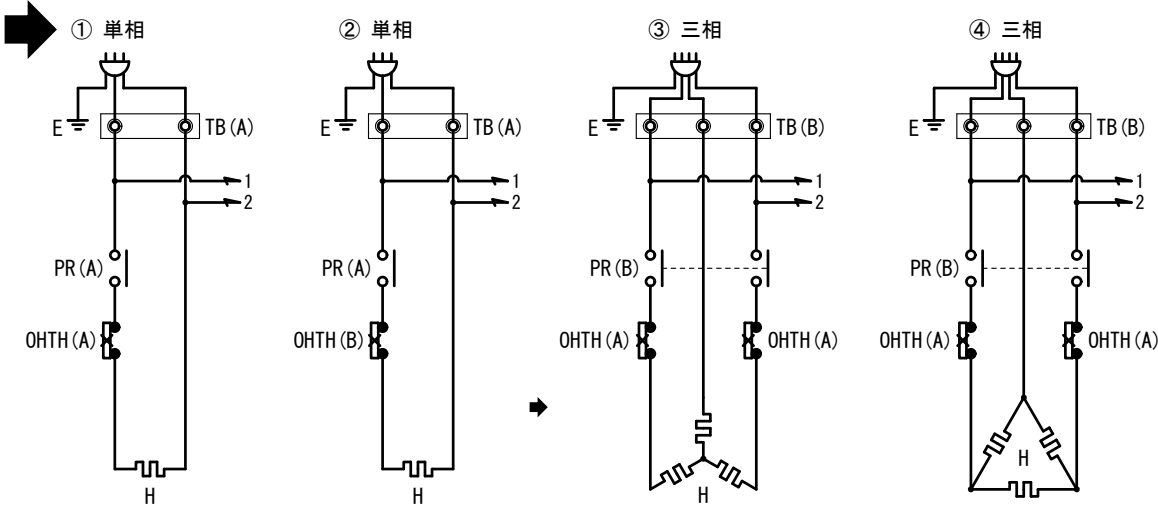 ① 単相
E
TB(A)
1
2
PR(A)
OHTH(A)
H
② 単相
E
TB(A)
1
2
PR(A)
OHTH(B)
H
③ 三相
E
TB(B)
1
2
PR(B)
OHTH(A)
OHTH(A)
H
④ 三相
E
TB(B)
1
2
PR(B)
OHTH(A)
OHTH(A)
H